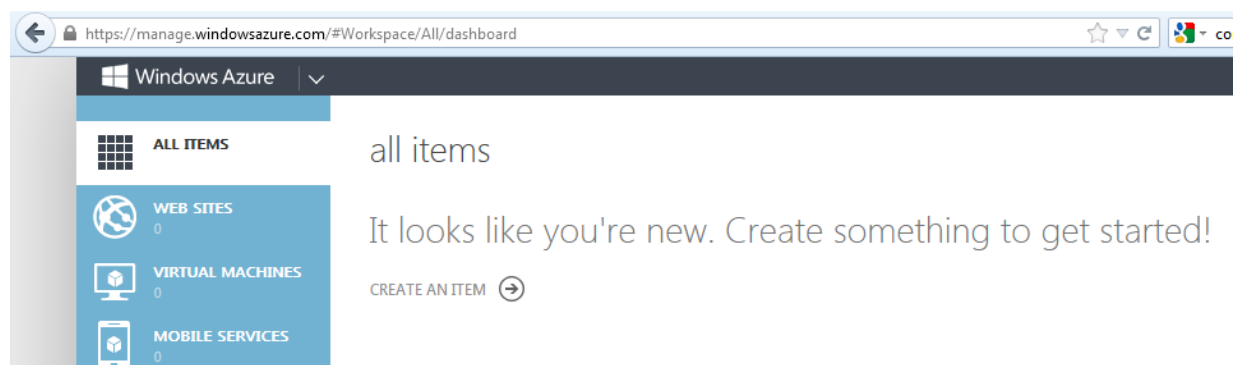 https://manage.windowsazure.com/#Workspace/All/dashboard
co
Windows Azure
ALL ITEMS
all items
WEB SITES
0
It looks like you're new. Create something to get started!
VIRTUAL MACHINES
0
CREATE AN ITEM
MOBILE SERVICES
0